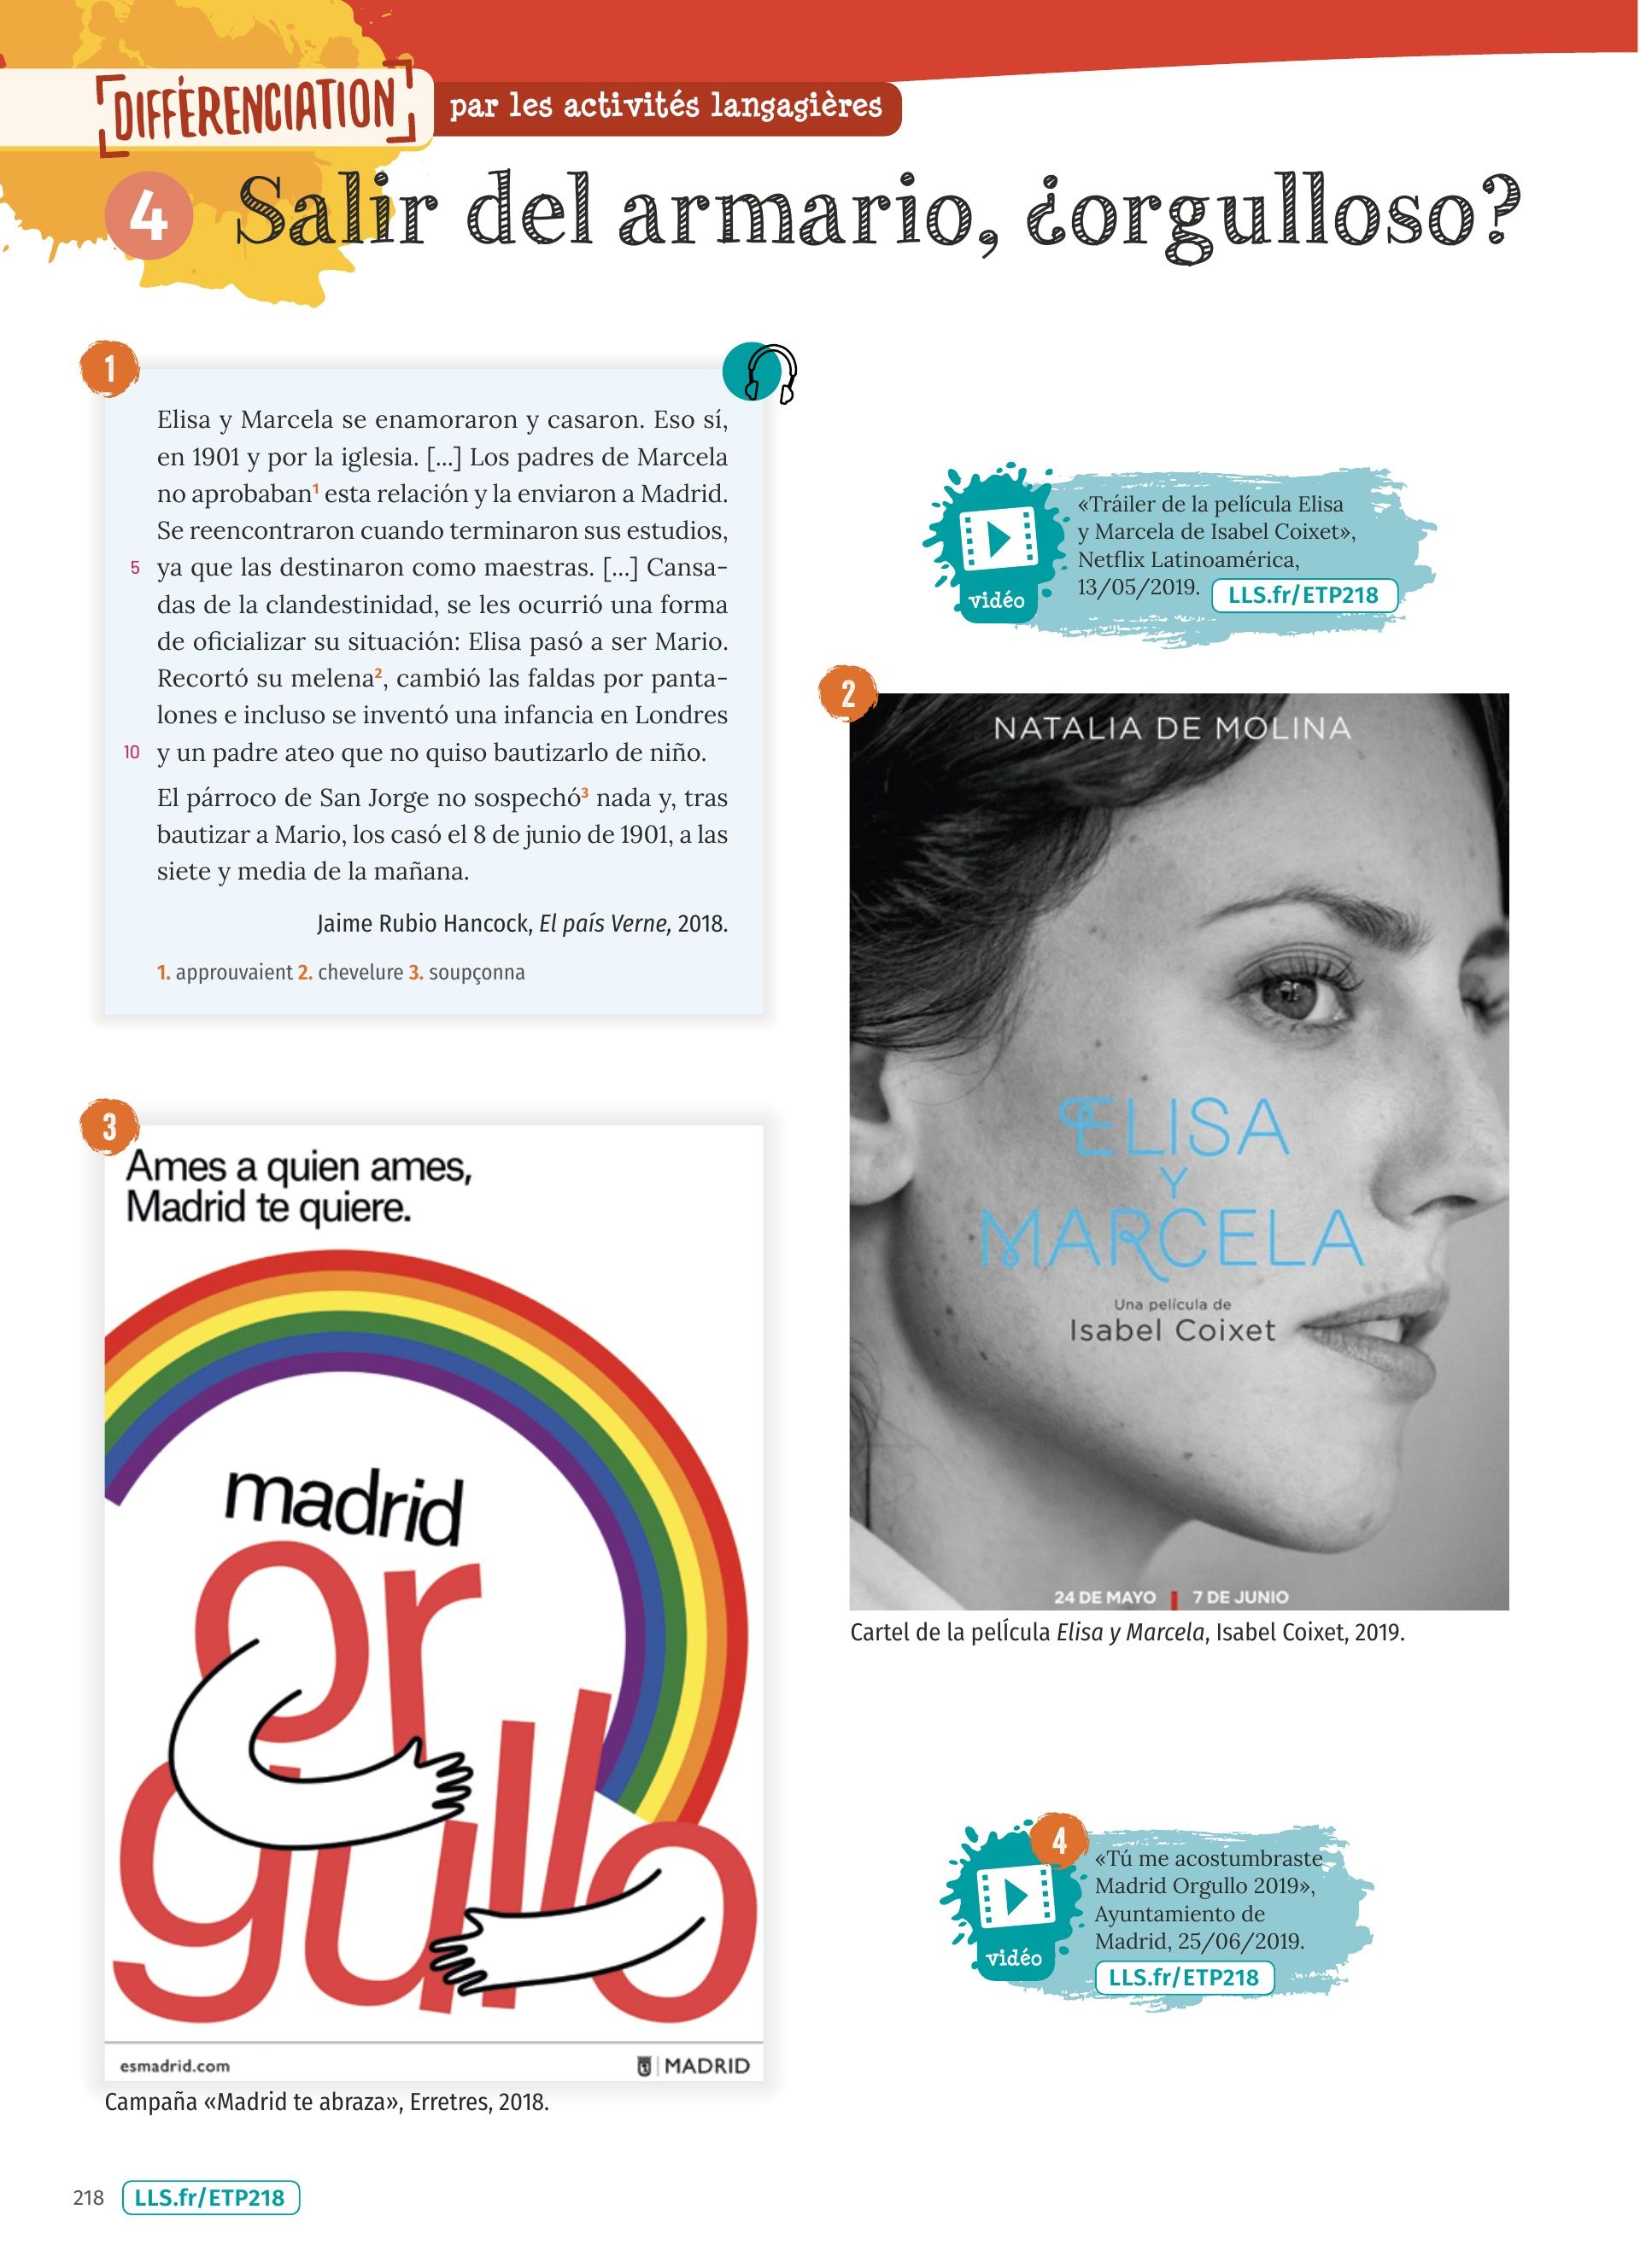 DIFFÉRENCIATION
par les activités langagières
4 Salir del armario, ¿orgulloso?
1
Elisa y Marcela se enamoraron y casaron. Eso sí,
en 1901 y por la iglesia. [...] Los padres de Marcela
no aprobaban¹ esta relación y la enviaron a Madrid.
Se reencontraron cuando terminaron sus estudios,
5 ya que las destinaron como maestras. [...] Cansa-
das de la clandestinidad, se les ocurrió una forma
de oficializar su situación: Elisa pasó a ser Mario.
Recortó su melena², cambió las faldas por panta-
lones e incluso se inventó una infancia en Londres
10 y un padre ateo que no quiso bautizarlo de niño.
El párroco de San Jorge no sospechó³ nada y, tras
bautizar a Mario, los casó el 8 de junio de 1901, a las
siete y media de la mañana.
Jaime Rubio Hancock, El país Verne, 2018.
1. approuvaient 2. chevelure 3. soupçonna
vidéo
«Tráiler de la película Elisa
y Marcela de Isabel Coixet»,
Netflix Latinoamérica,
13/05/2019. LLS.fr/ETP218
2
NATALIA DE MOLINA
ELISA
Y
MARCELA
Una película de
Isabel Coixet
24 DE MAYO | 7 DE JUNIO
Cartel de la pelÍcula Elisa y Marcela, Isabel Coixet, 2019.
3
Ames a quien ames,
Madrid te quiere.
madrid
or
gullo
esmadrid.com
MADRID
Campaña «Madrid te abraza», Erretres, 2018.
4
vidéo
«Tú me acostumbraste
Madrid Orgullo 2019»,
Ayuntamiento de
Madrid, 25/06/2019.
LLS.fr/ETP218
218 LLS.fr/ETP218